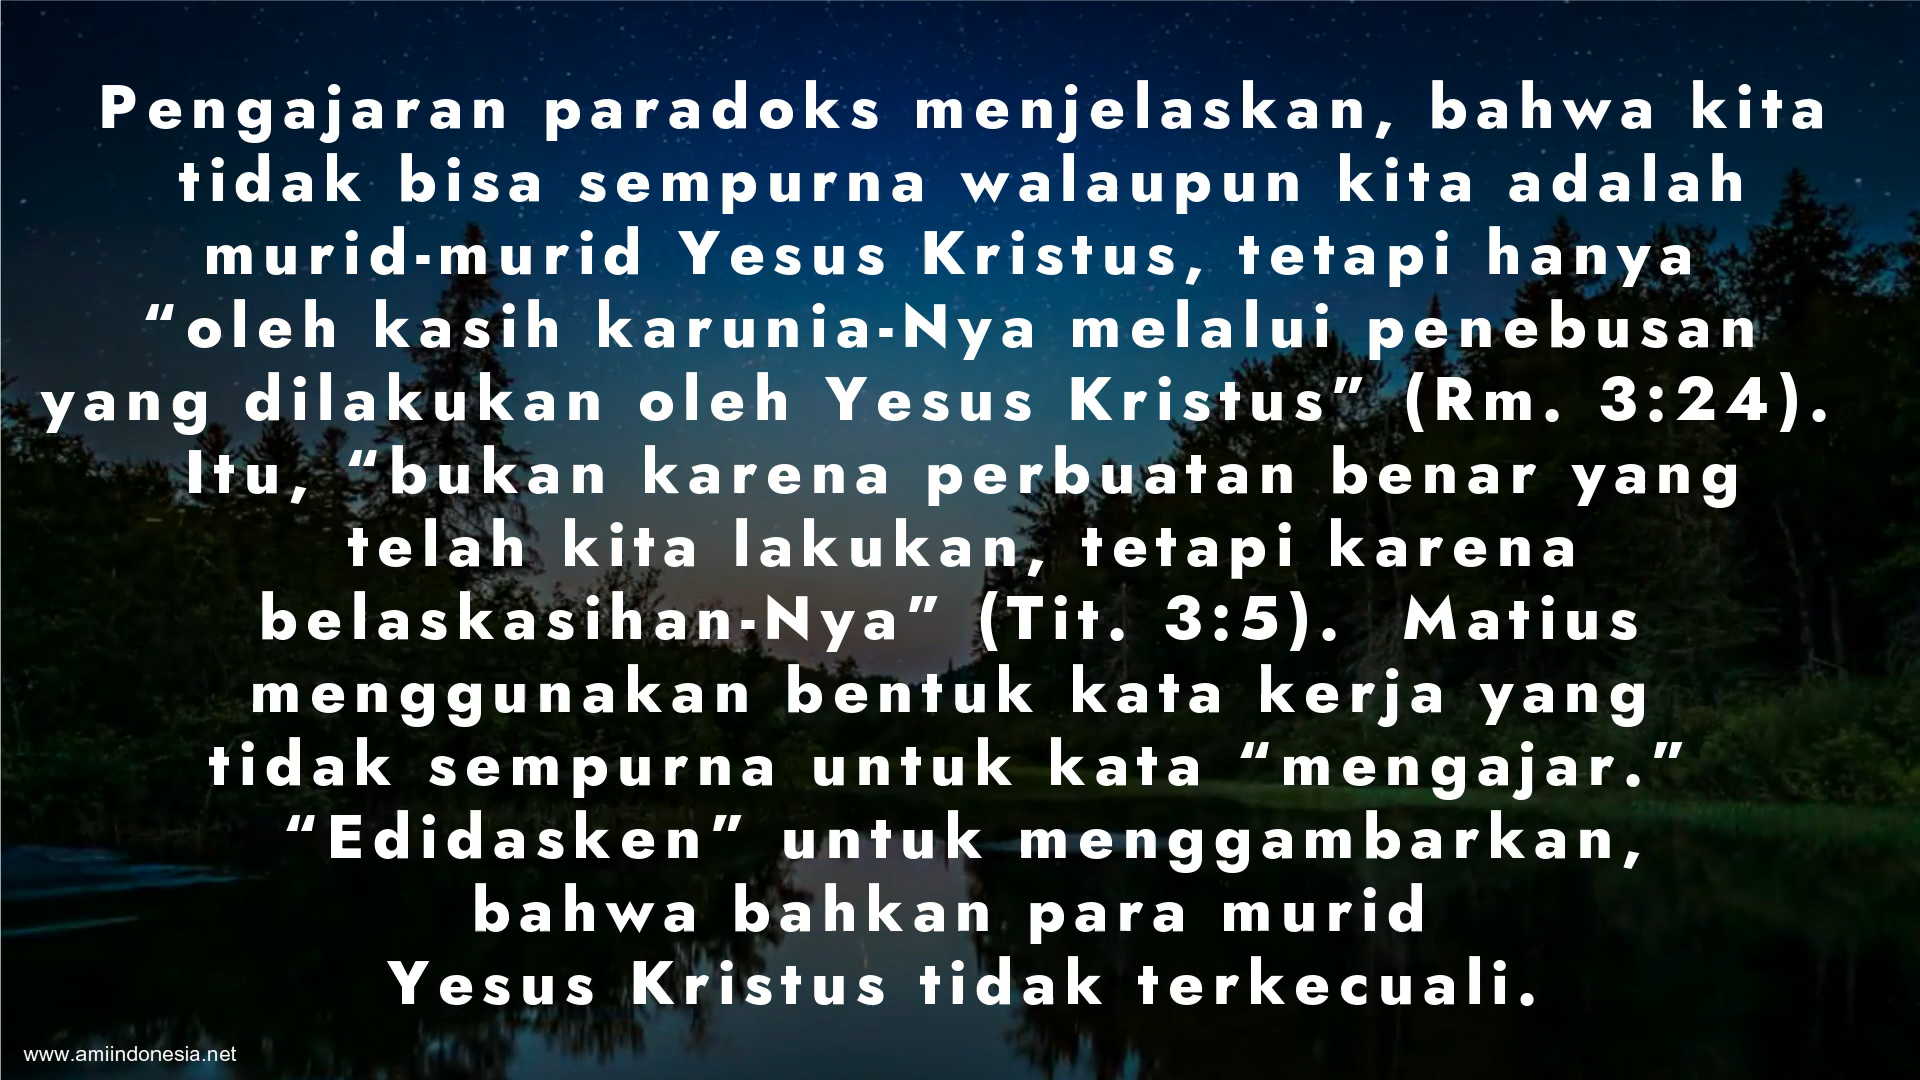 Pengajaran paradoks menjelaskan, bahwa kita
tidak bisa sempurna walaupun kita adalah
murid-murid Yesus Kristus, tetapi hanya
“oleh kasih karunia-Nya melalui penebusan
yang dilakukan oleh Yesus Kristus” (Rm. 3:24).
Itu, “bukan karena perbuatan benar yang
telah kita lakukan, tetapi karena
belaskasihan-Nya” (Tit. 3:5). Matius
menggunakan bentuk kata kerja yang
tidak sempurna untuk kata “mengajar.”
“Edidasken” untuk menggambarkan,
bahwa bahkan para murid
Yesus Kristus tidak terkecuali.
www.amiindonesia.net